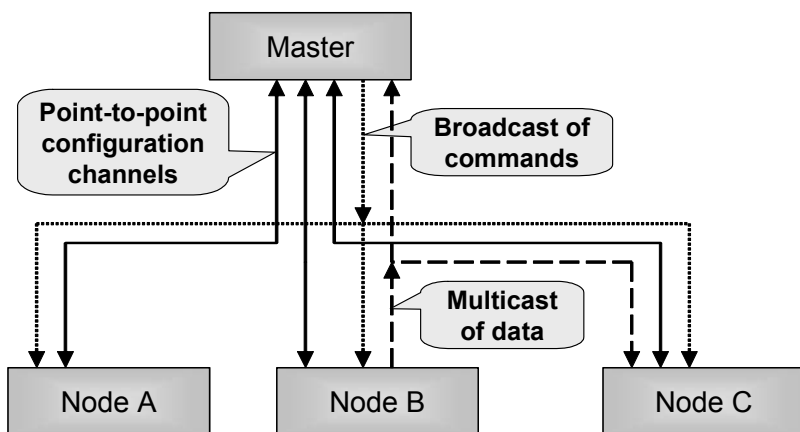 Master
Point-to-point
configuration
channels
Broadcast of
commands
Multicast
of data
Node A
Node B
Node C